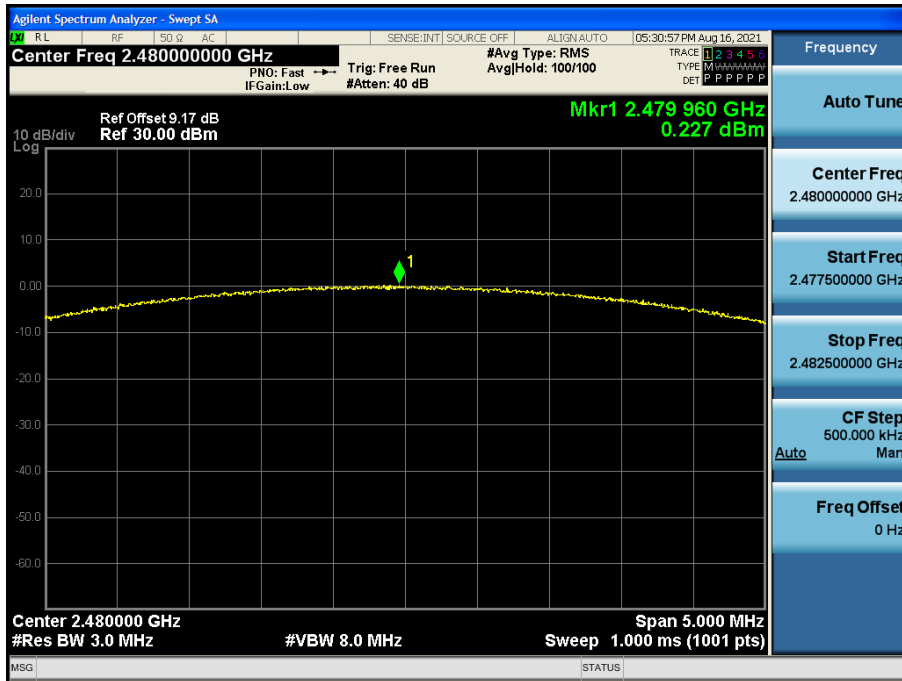 Agilent Spectrum Analyzer - Swept SA
LXI RL RF 50 Ω AC SENSE:INT SOURCE OFF ALIGN AUTO 05:30:57 PM Aug 16, 2021
Center Freq 2.480000000 GHz
PNO: Fast
IFGain:Low
Trig: Free Run
#Atten: 40 dB
#Avg Type: RMS
Avg|Hold: 100/100
TRACE 1 2 3 4 5 6
TYPE M WWWWW
DET P P P P P P
Mkr1 2.479 960 GHz
0.227 dBm
Ref Offset 9.17 dB
10 dB/div Ref 30.00 dBm
Log
20.0
10.0
1
0.00
-10.0
-20.0
-30.0
-40.0
-50.0
-60.0
Center 2.480000 GHz Span 5.000 MHz
#Res BW 3.0 MHz #VBW 8.0 MHz Sweep 1.000 ms (1001 pts)
MSG STATUS
Frequency
Auto Tune
Center Freq
2.480000000 GHz
Start Freq
2.477500000 GHz
Stop Freq
2.482500000 GHz
CF Step
500.000 kHz
Auto Man
Freq Offset
0 Hz